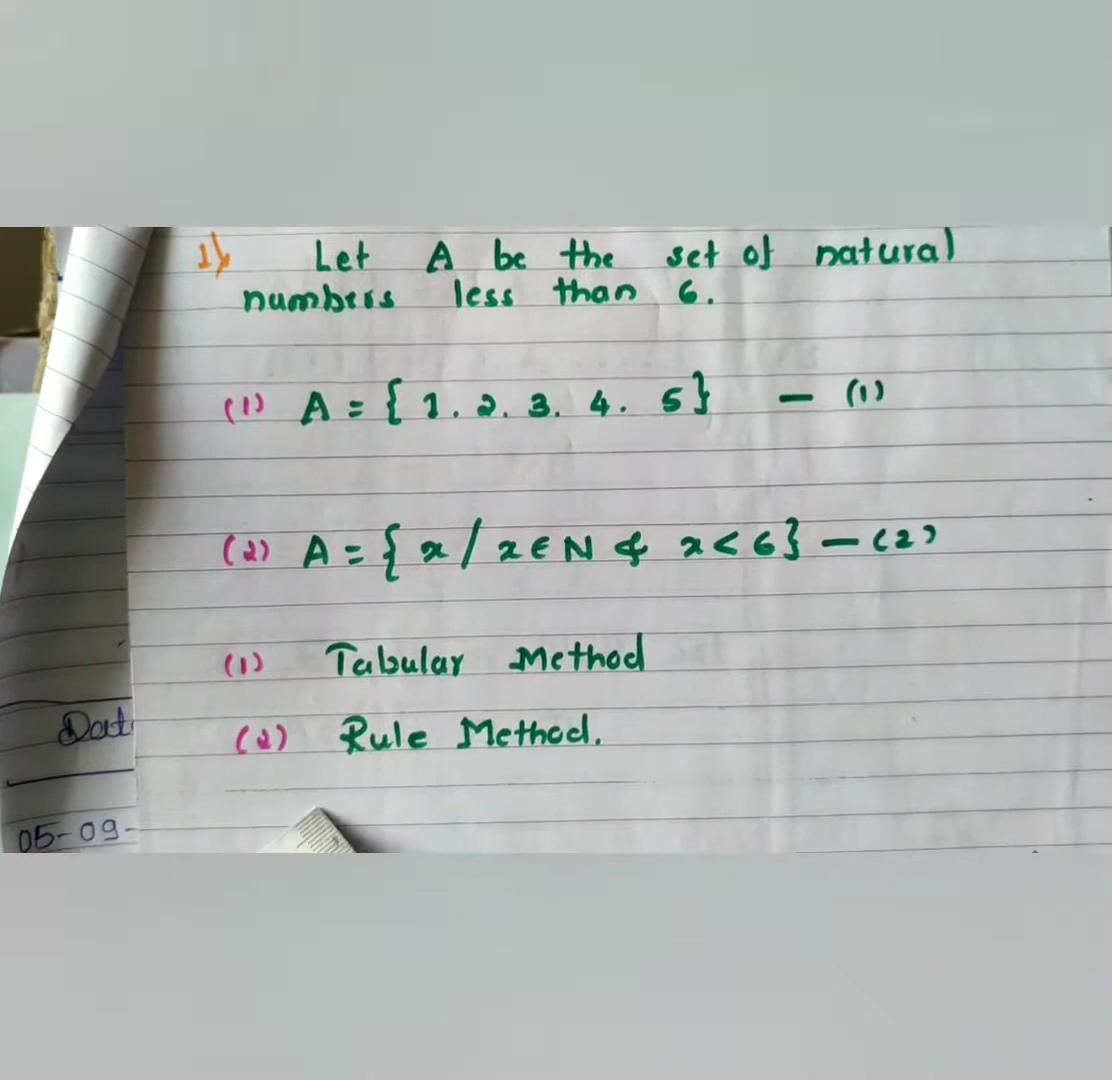 1) Let A be the set of natural
numbers less than 6.
(1) A = { 1. 2. 3. 4. 5} — (1)
(2) A = { x / x ∈ N & x < 6} — (2)
(1) Tabular Method
(2) Rule Method.
Dat
05-09-